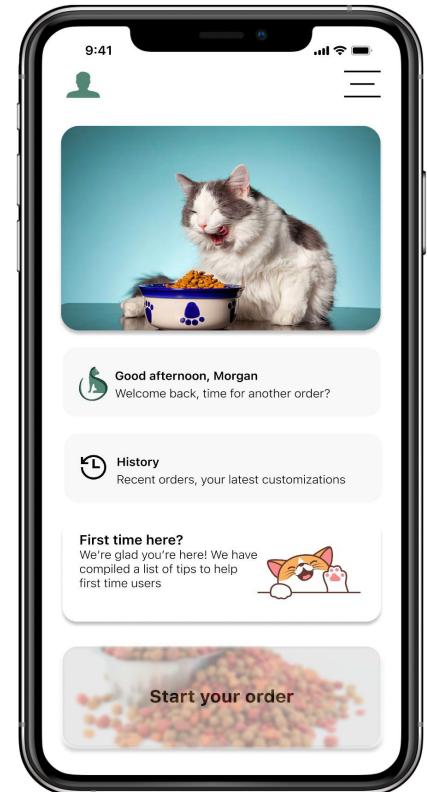 9:41
Good afternoon, Morgan
Welcome back, time for another order?
History
Recent orders, your latest customizations
First time here?
We’re glad you’re here! We have
compiled a list of tips to help
first time users
Start your order